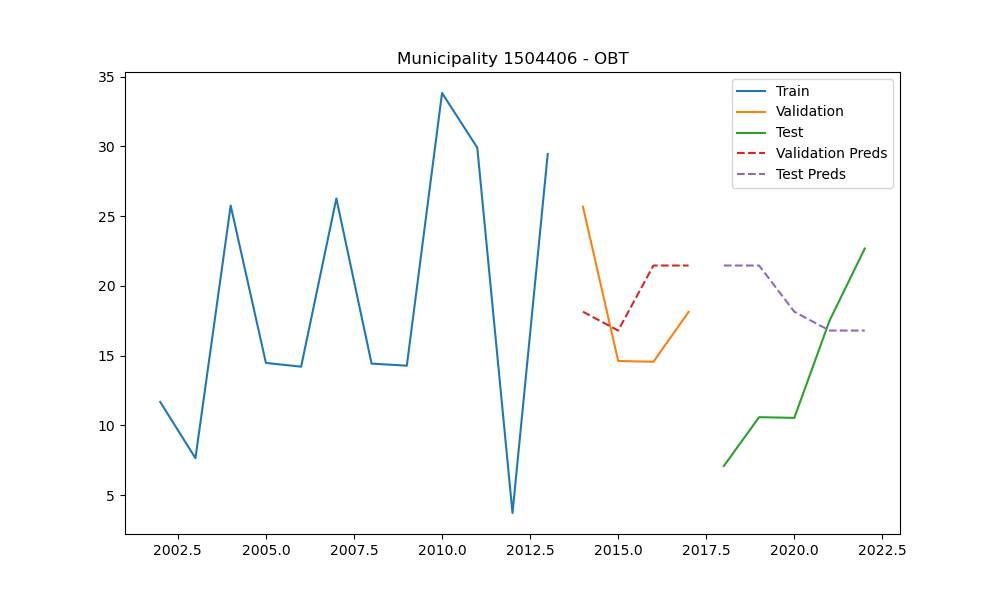 Municipality 1504406 - OBT
35
30
25
20
15
10
5
2002.5 2005.0 2007.5 2010.0 2012.5 2015.0 2017.5 2020.0 2022.5
Train
Validation
Test
Validation Preds
Test Preds